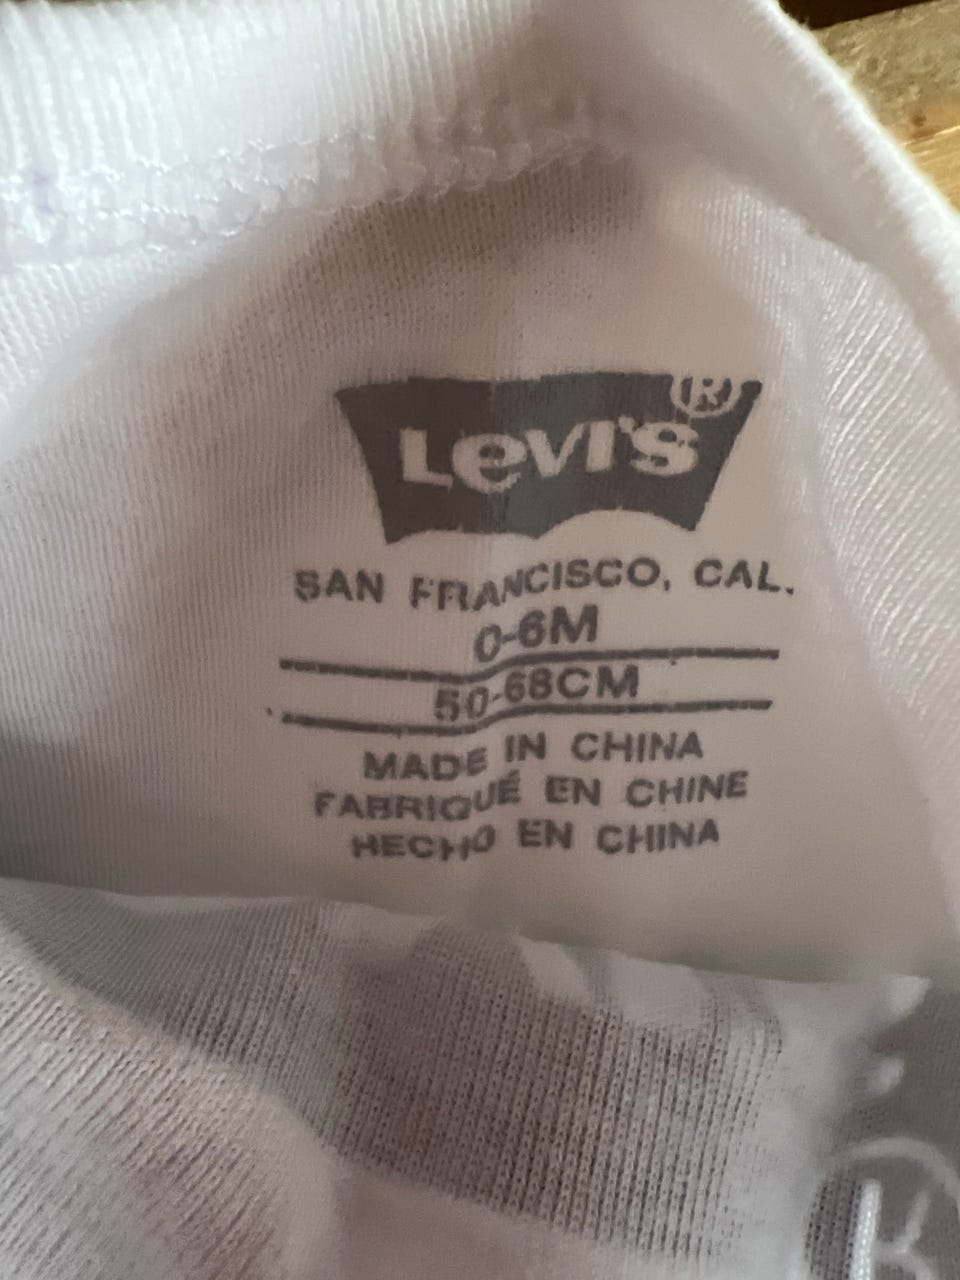 LEVI'S®
SAN FRANCISCO, CAL.
0-6M
50-68CM
MADE IN CHINA
FABRIQUÉ EN CHINE
HECHO EN CHINA